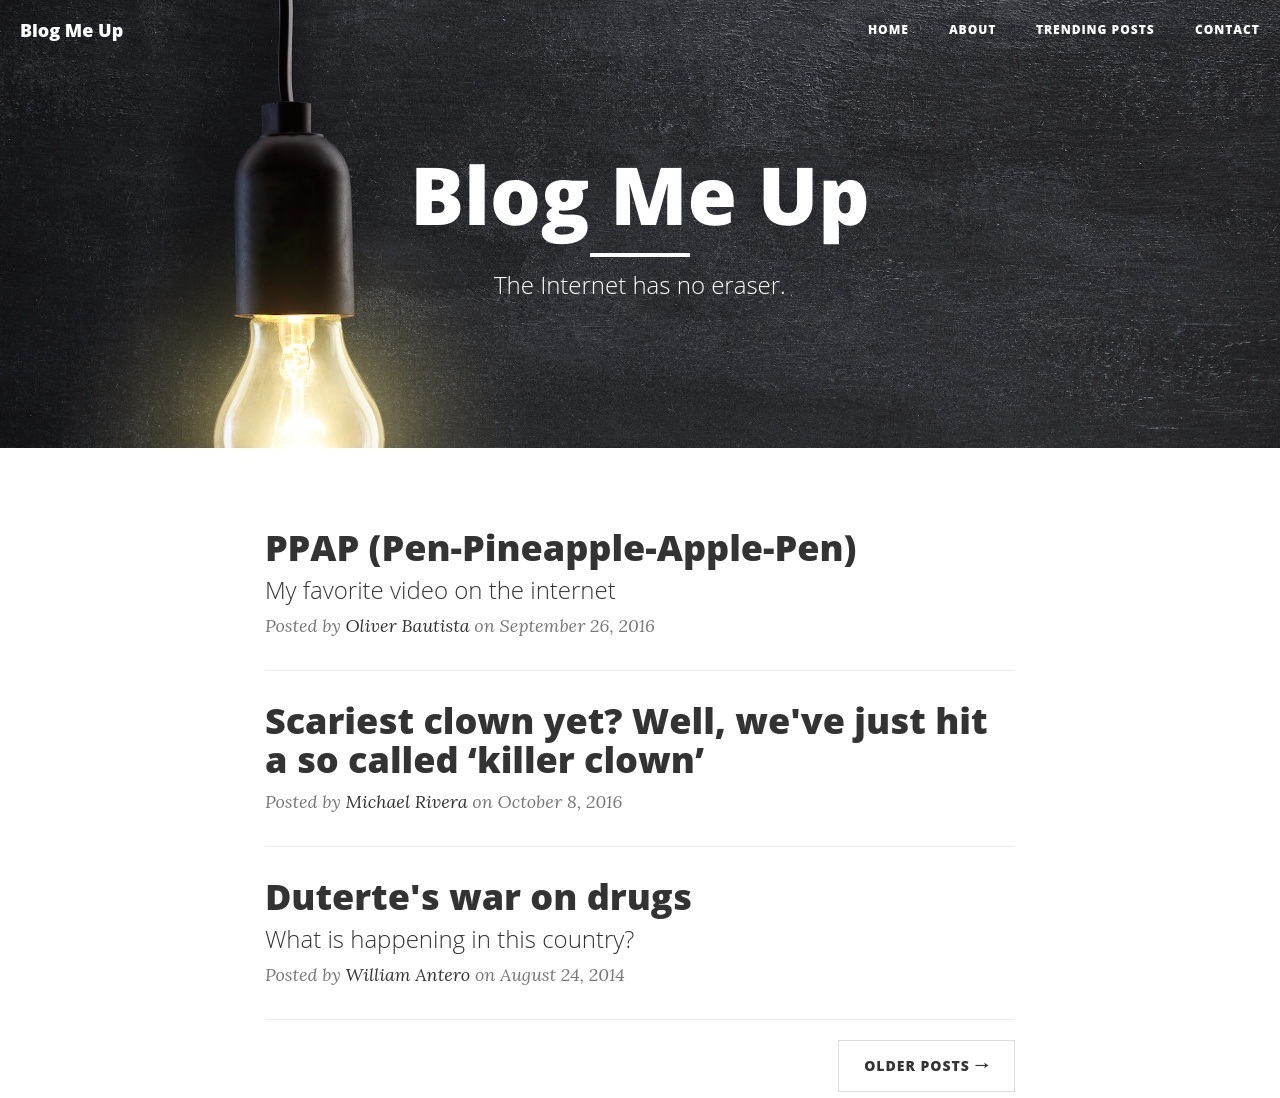 Blog Me Up
HOME ABOUT TRENDING POSTS CONTACT
Blog Me Up
The Internet has no eraser.
PPAP (Pen-Pineapple-Apple-Pen)
My favorite video on the internet
Posted by Oliver Bautista on September 26, 2016
Scariest clown yet? Well, we've just hit
a so called ‘killer clown’
Posted by Michael Rivera on October 8, 2016
Duterte's war on drugs
What is happening in this country?
Posted by William Antero on August 24, 2014
OLDER POSTS →